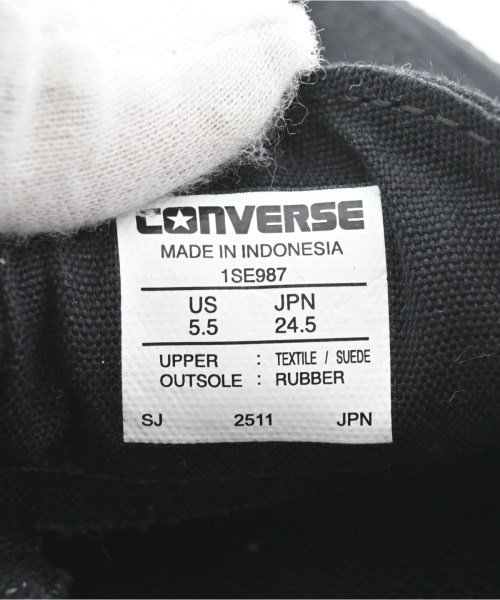 CONVERSE
MADE IN INDONESIA
1SE987
US JPN
5.5 24.5
UPPER : TEXTILE / SUEDE
OUTSOLE : RUBBER
SJ 2511 JPN